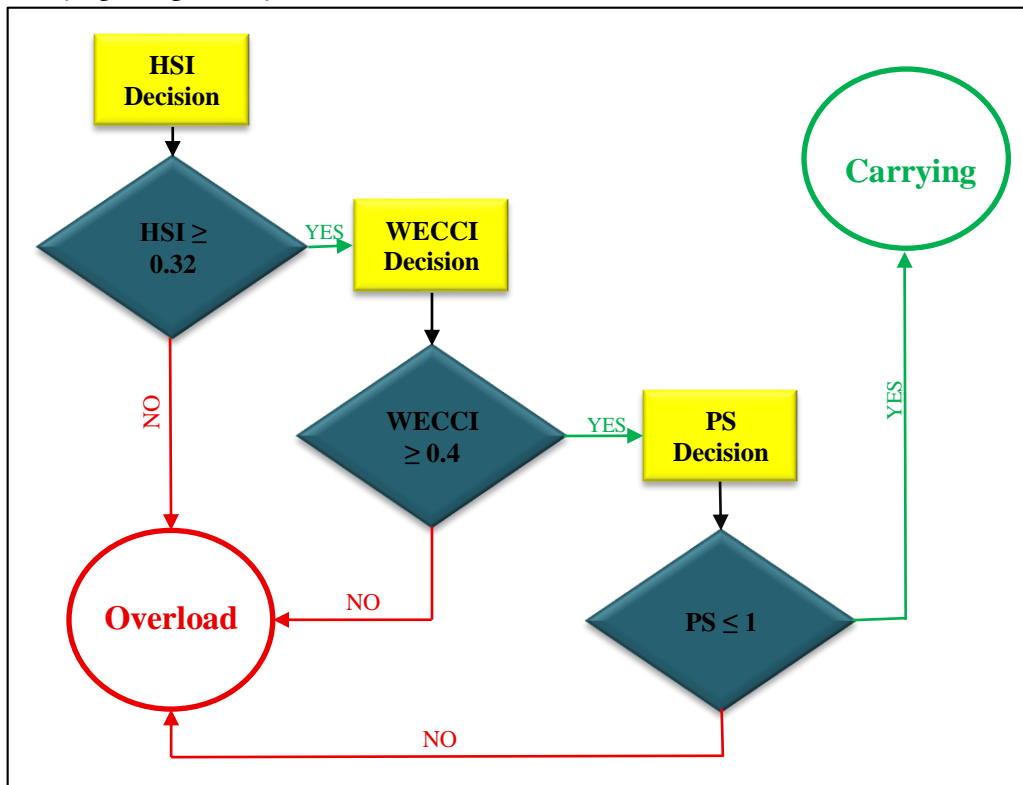 HSI
Decision
HSI ≥
0.32
YES
WECCI
Decision
Carrying
NO
WECCI
≥ 0.4
YES
PS
Decision
YES
Overload
NO
PS ≤ 1
NO